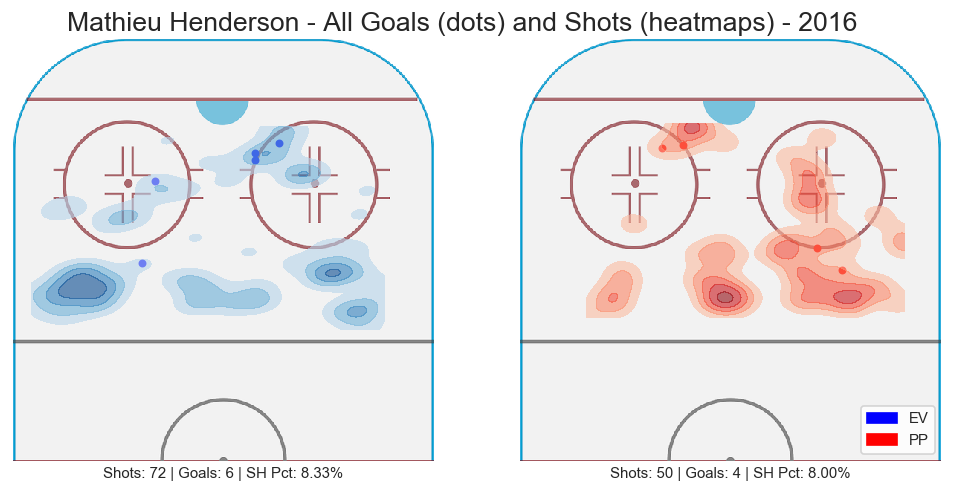 Mathieu Henderson - All Goals (dots) and Shots (heatmaps) - 2016
EV
PP
Shots: 72 | Goals: 6 | SH Pct: 8.33%
Shots: 50 | Goals: 4 | SH Pct: 8.00%